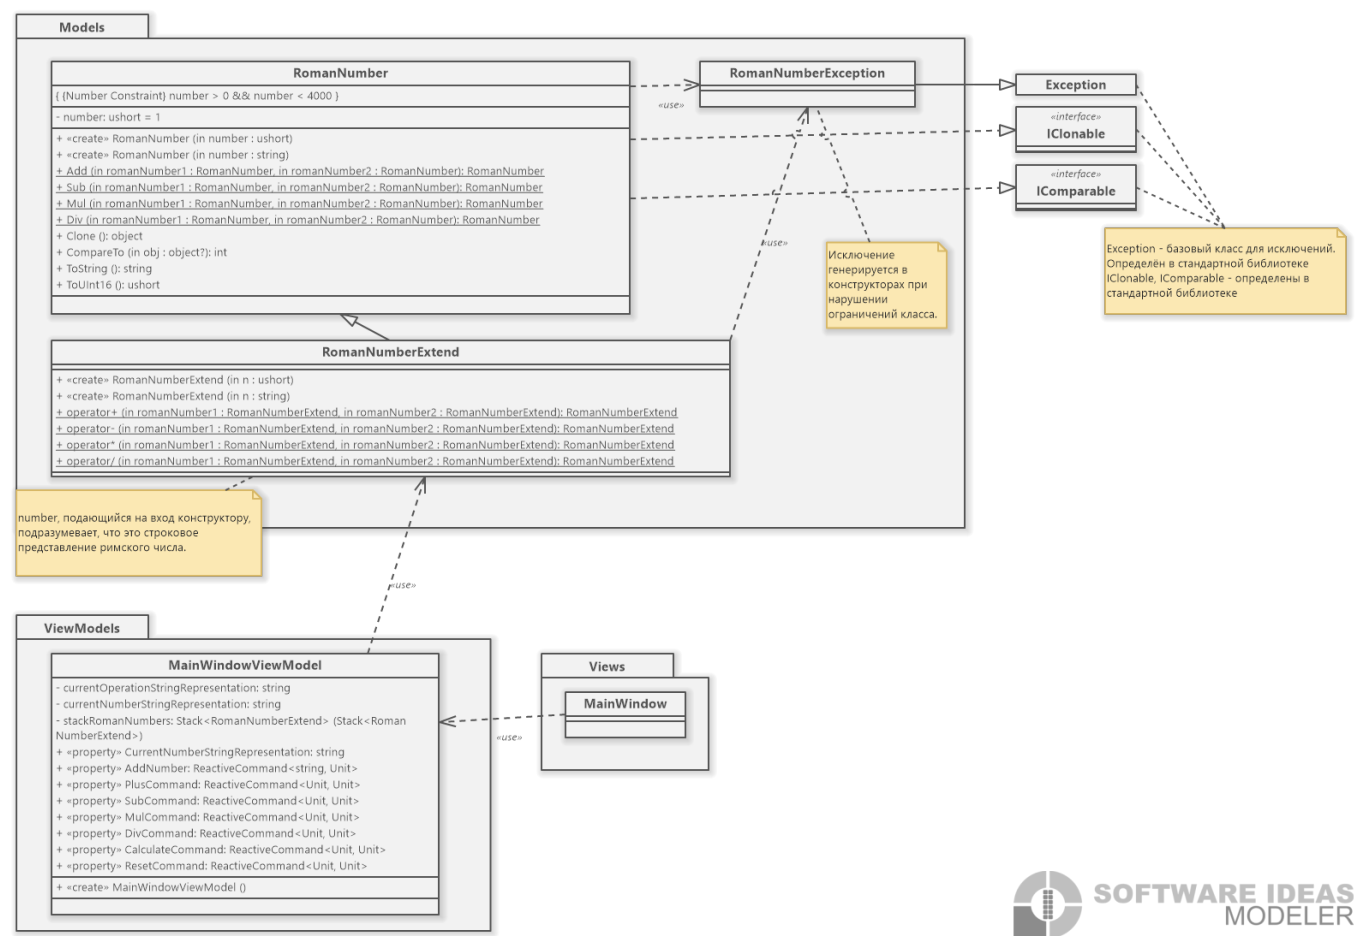 Models
RomanNumber
{ {Number Constraint} number > 0 && number < 4000 }
- number: ushort = 1
+ «create» RomanNumber (in number : ushort)
+ «create» RomanNumber (in number : string)
+ Add (in romanNumber1 : RomanNumber, in romanNumber2 : RomanNumber): RomanNumber
+ Sub (in romanNumber1 : RomanNumber, in romanNumber2 : RomanNumber): RomanNumber
+ Mul (in romanNumber1 : RomanNumber, in romanNumber2 : RomanNumber): RomanNumber
+ Div (in romanNumber1 : RomanNumber, in romanNumber2 : RomanNumber): RomanNumber
+ Clone (): object
+ CompareTo (in obj : object?): int
+ ToString (): string
+ ToUInt16 (): ushort
«use»
RomanNumberException
Exception
«interface»
IClonable
«interface»
IComparable
«use»
Исключение
генерируется в
конструкторах при
нарушении
ограничений класса.
Exception - базовый класс для исключений.
Определён в стандартной библиотеке
IClonable, IComparable - определены в
стандартной библиотеке
RomanNumberExtend
+ «create» RomanNumberExtend (in n : ushort)
+ «create» RomanNumberExtend (in n : string)
+ operator+ (in romanNumber1 : RomanNumberExtend, in romanNumber2 : RomanNumberExtend): RomanNumberExtend
+ operator- (in romanNumber1 : RomanNumberExtend, in romanNumber2 : RomanNumberExtend): RomanNumberExtend
+ operator* (in romanNumber1 : RomanNumberExtend, in romanNumber2 : RomanNumberExtend): RomanNumberExtend
+ operator/ (in romanNumber1 : RomanNumberExtend, in romanNumber2 : RomanNumberExtend): RomanNumberExtend
number, подающийся на вход конструктору,
подразумевает, что это строковое
представление римского числа.
«use»
ViewModels
MainWindowViewModel
- currentOperationStringRepresentation: string
- currentNumberStringRepresentation: string
- stackRomanNumbers: Stack<RomanNumberExtend> (Stack<Roman
NumberExtend>)
+ «property» CurrentNumberStringRepresentation: string
+ «property» AddNumber: ReactiveCommand<string, Unit>
+ «property» PlusCommand: ReactiveCommand<Unit, Unit>
+ «property» SubCommand: ReactiveCommand<Unit, Unit>
+ «property» MulCommand: ReactiveCommand<Unit, Unit>
+ «property» DivCommand: ReactiveCommand<Unit, Unit>
+ «property» CalculateCommand: ReactiveCommand<Unit, Unit>
+ «property» ResetCommand: ReactiveCommand<Unit, Unit>
+ «create» MainWindowViewModel ()
«use»
Views
MainWindow
SOFTWARE IDEAS
MODELER